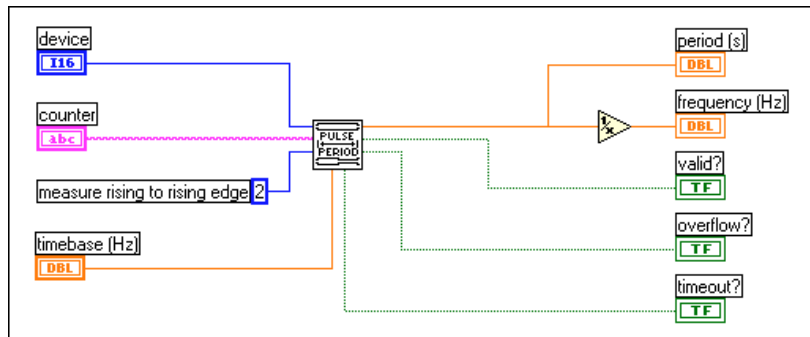 device
I16
counter
abc
measure rising to rising edge 2
timebase (Hz)
DBL
PULSE
PERIOD
1/x
period (s)
DBL
frequency (Hz)
DBL
valid?
TF
overflow?
TF
timeout?
TF